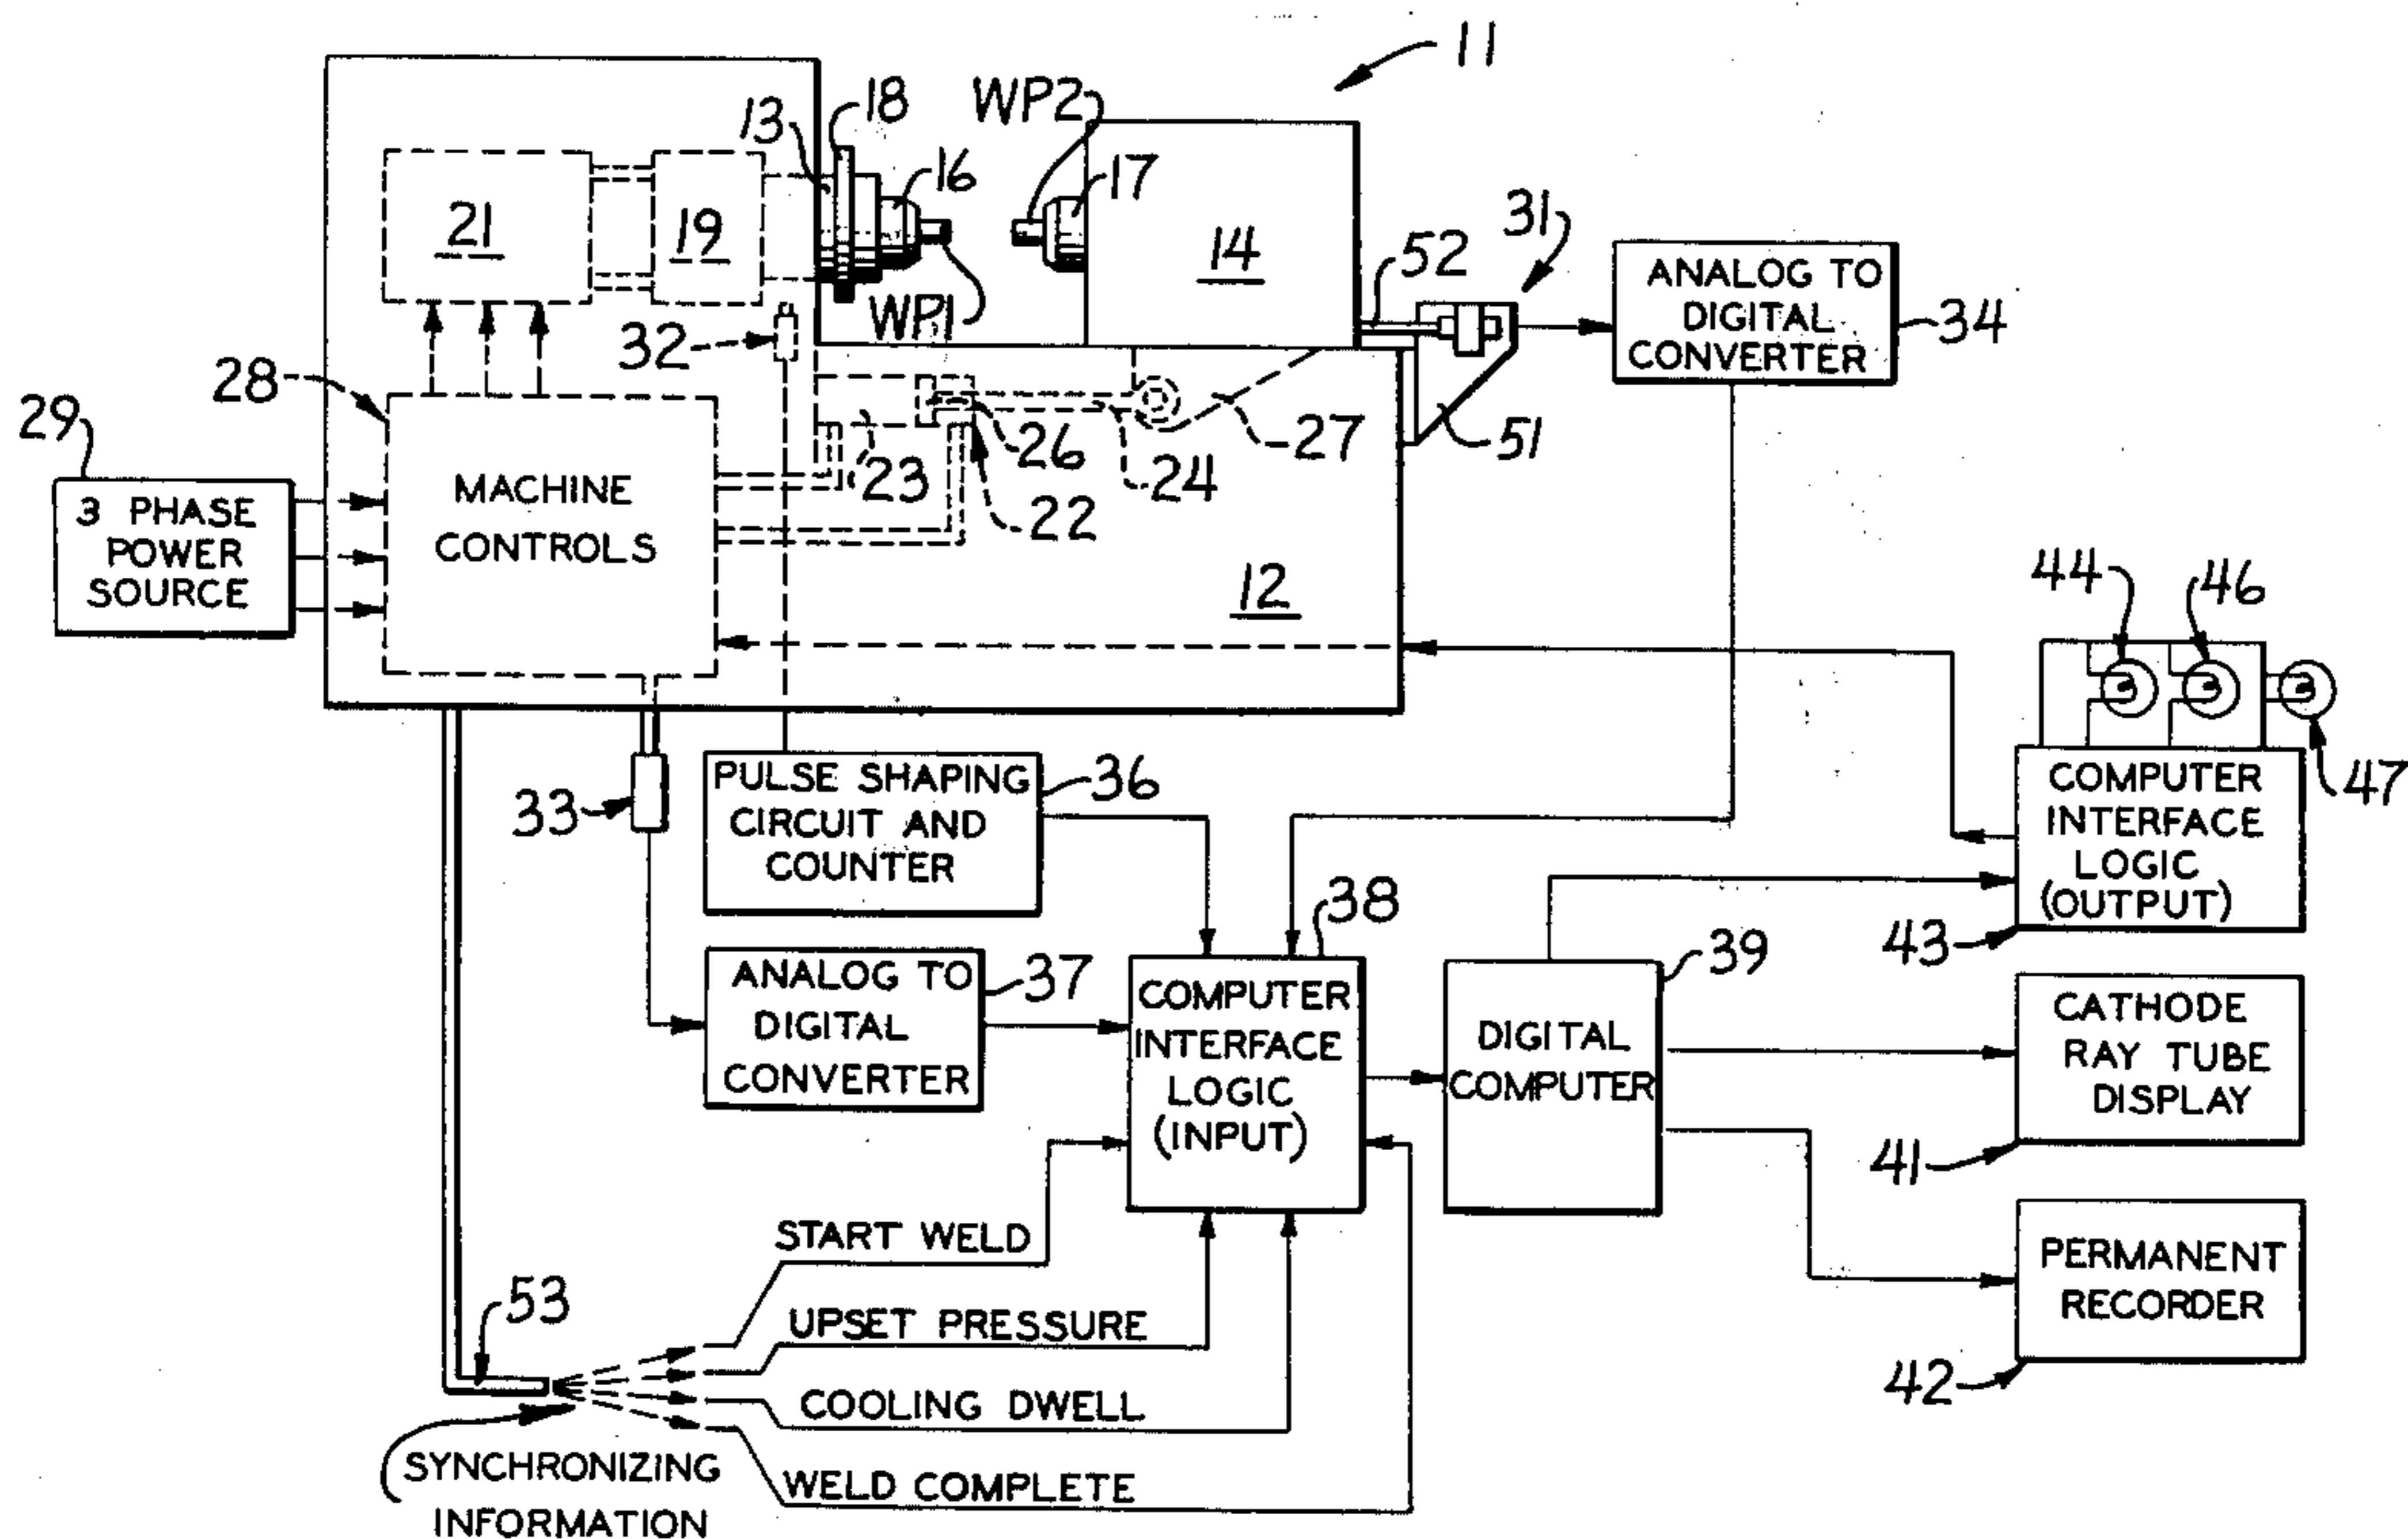 11
WP2
18
13
16
17
31
21
19
14
52
ANALOG TO
DIGITAL
CONVERTER
34
WP1
32
28
29
26
27
51
23
24
22
MACHINE
CONTROLS
3 PHASE
POWER
SOURCE
12
44
46
47
33
PULSE SHAPING
CIRCUIT AND
COUNTER
36
COMPUTER
INTERFACE
LOGIC
(OUTPUT)
43
38
ANALOG TO
DIGITAL
CONVERTER
37
COMPUTER
INTERFACE
LOGIC
(INPUT)
39
DIGITAL
COMPUTER
CATHODE
RAY TUBE
DISPLAY
41
START WELD
UPSET PRESSURE
COOLING DWELL
WELD COMPLETE
53
SYNCHRONIZING
INFORMATION
PERMANENT
RECORDER
42